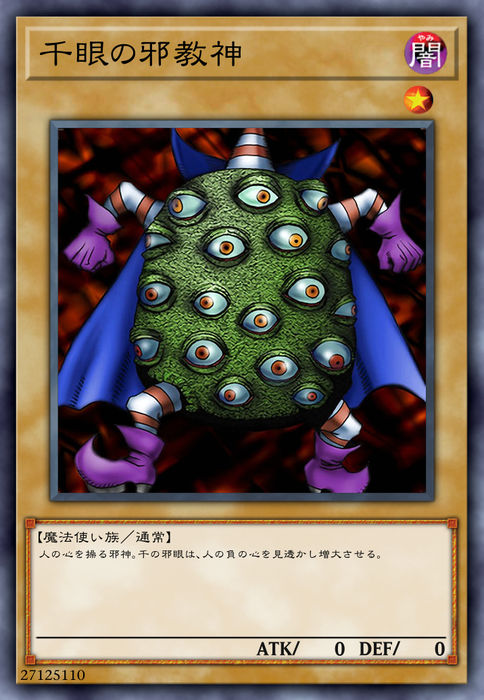 千眼の邪教神
やみ
闇
【魔法使い族／通常】
人の心を操る邪神。千の邪眼は、人の負の心を見透かし増大させる。
ATK/ 0 DEF/ 0
27125110